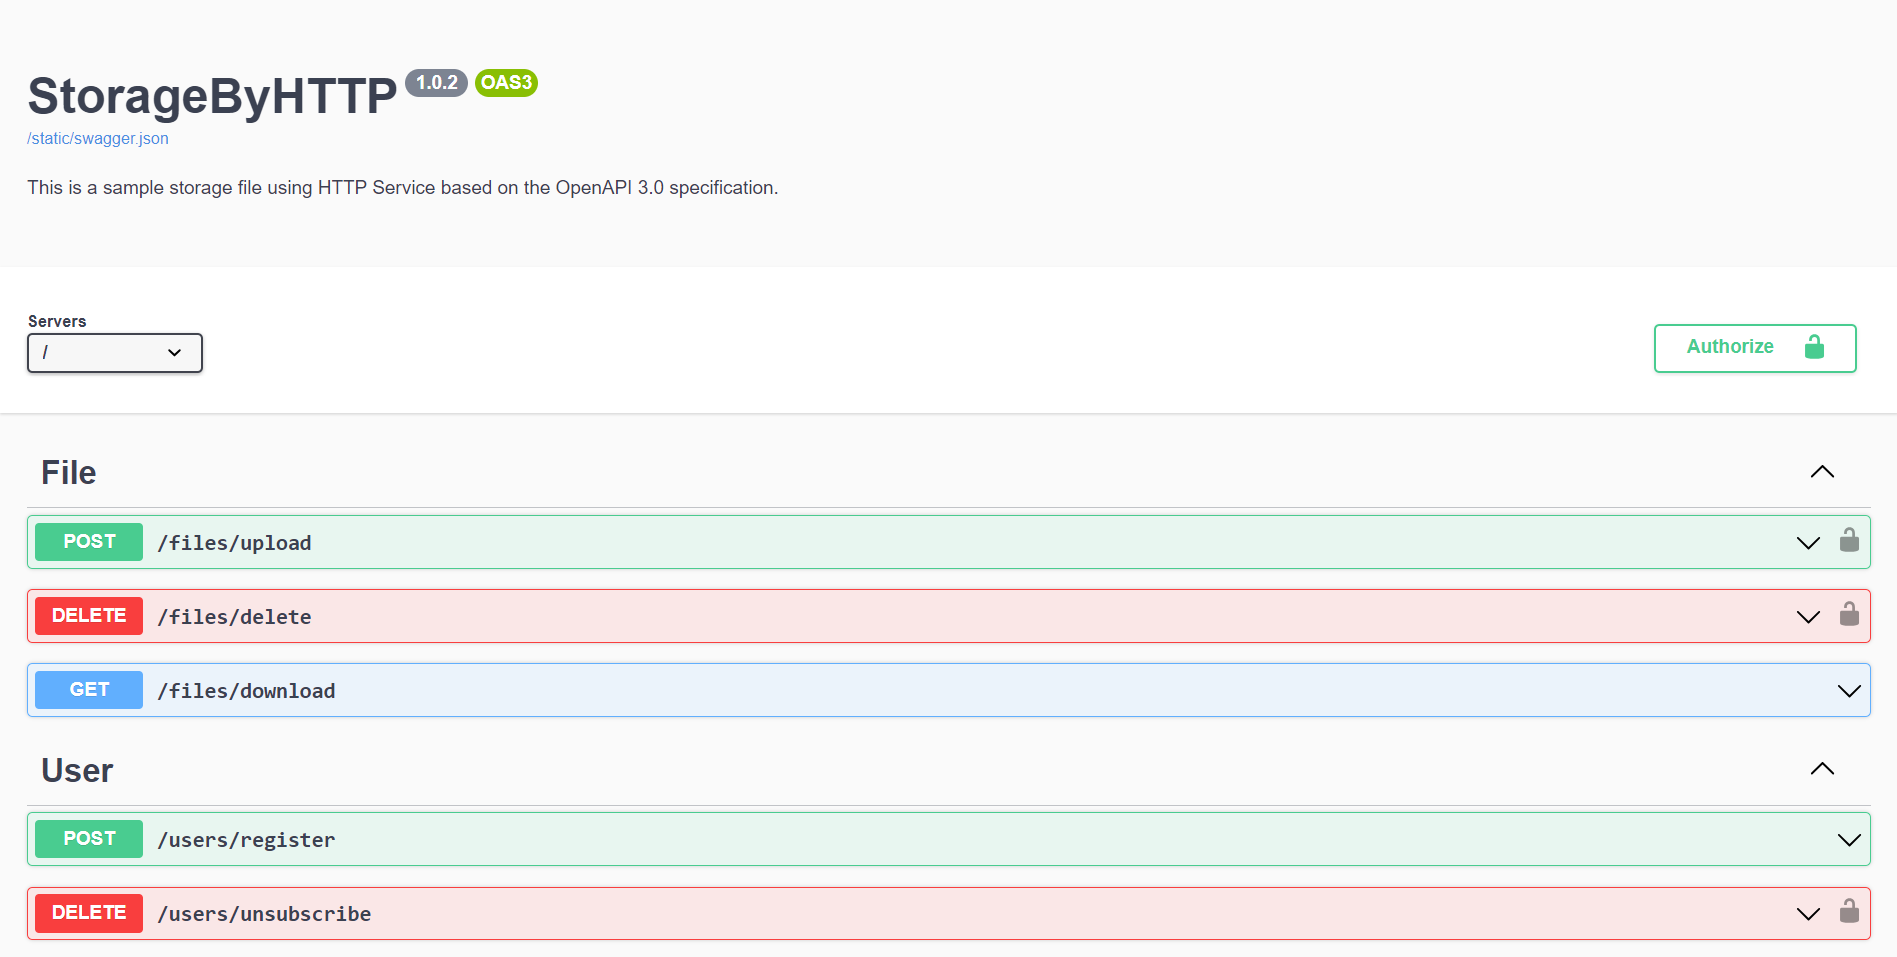 StorageByHTTP 1.0.2 OAS3
/static/swagger.json
This is a sample storage file using HTTP Service based on the OpenAPI 3.0 specification.
Servers
/
Authorize
File
POST /files/upload
DELETE /files/delete
GET /files/download
User
POST /users/register
DELETE /users/unsubscribe